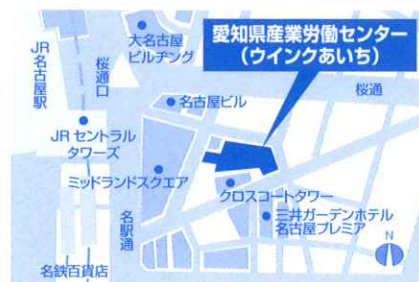 愛知県産業労働センター
（ウインクあいち）
大名古屋
ビルヂング
JR名古屋駅
桜通口
桜通
名古屋ビル
JRセントラル
タワーズ
ミッドランドスクエア
クロスコートタワー
三井ガーデンホテル
名古屋プレミア
名駅通
名鉄百貨店
N